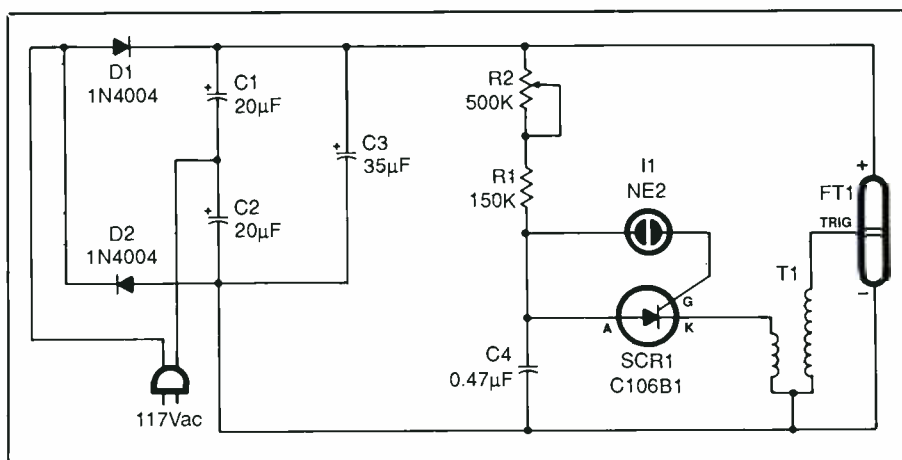 D1
1N4004
C1
20µF
C2
20µF
D2
1N4004
117Vac
C3
35µF
R2
500K
R1
150K
I1
NE2
G
A
K
SCR1
C106B1
C4
0.47µF
T1
FT1
TRIG
+
+
+
+
−